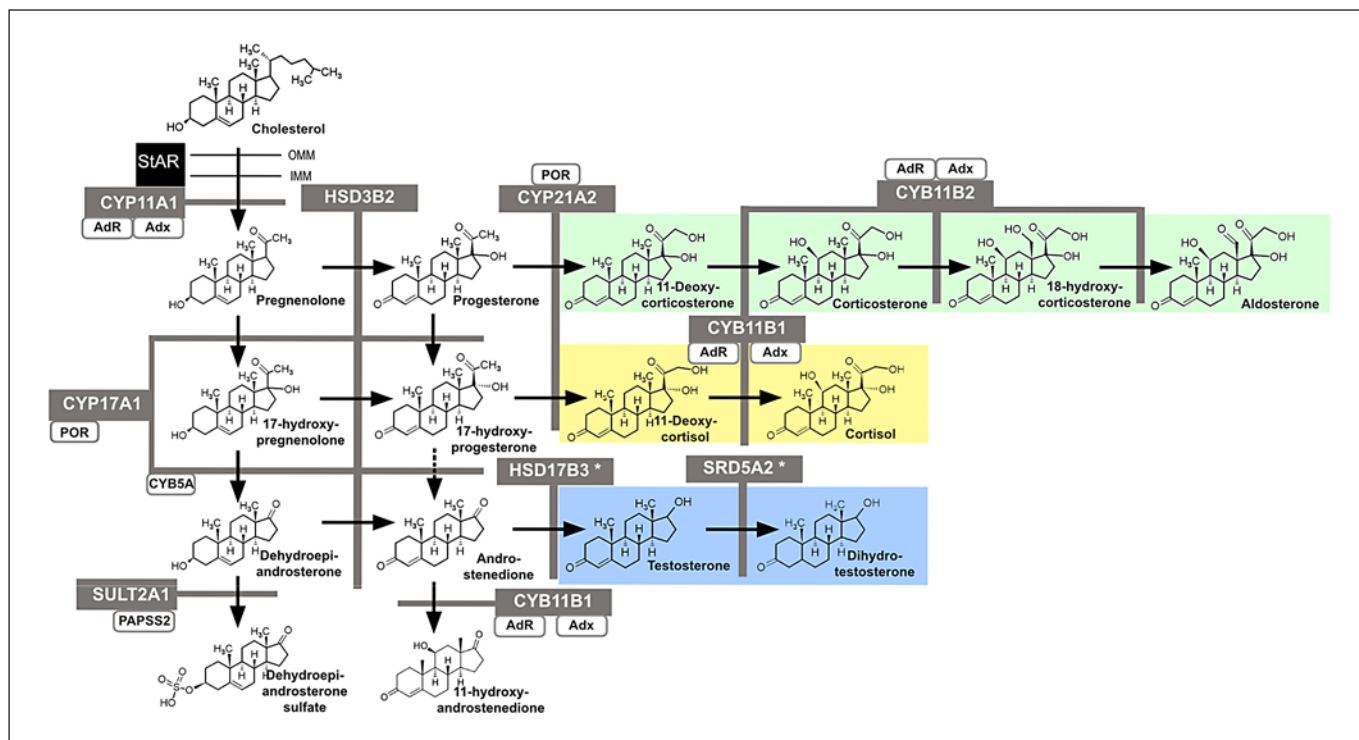 Cholesterol
StAR
OMM
IMM
CYP11A1
AdR
Adx
HSD3B2
POR
CYP21A2
AdR
Adx
CYB11B2
Pregnenolone
Progesterone
11-Deoxy-
corticosterone
Corticosterone
18-hydroxy-
corticosterone
Aldosterone
CYB11B1
AdR
Adx
CYP17A1
POR
17-hydroxy-
pregnenolone
17-hydroxy-
progesterone
11-Deoxy-
cortisol
Cortisol
CYB5A
HSD17B3 *
SRD5A2 *
Dehydroepi-
androsterone
Andro-
stenedione
Testosterone
Dihydro-
testosterone
SULT2A1
PAPSS2
CYB11B1
AdR
Adx
Dehydroepi-
androsterone
sulfate
11-hydroxy-
androstenedione